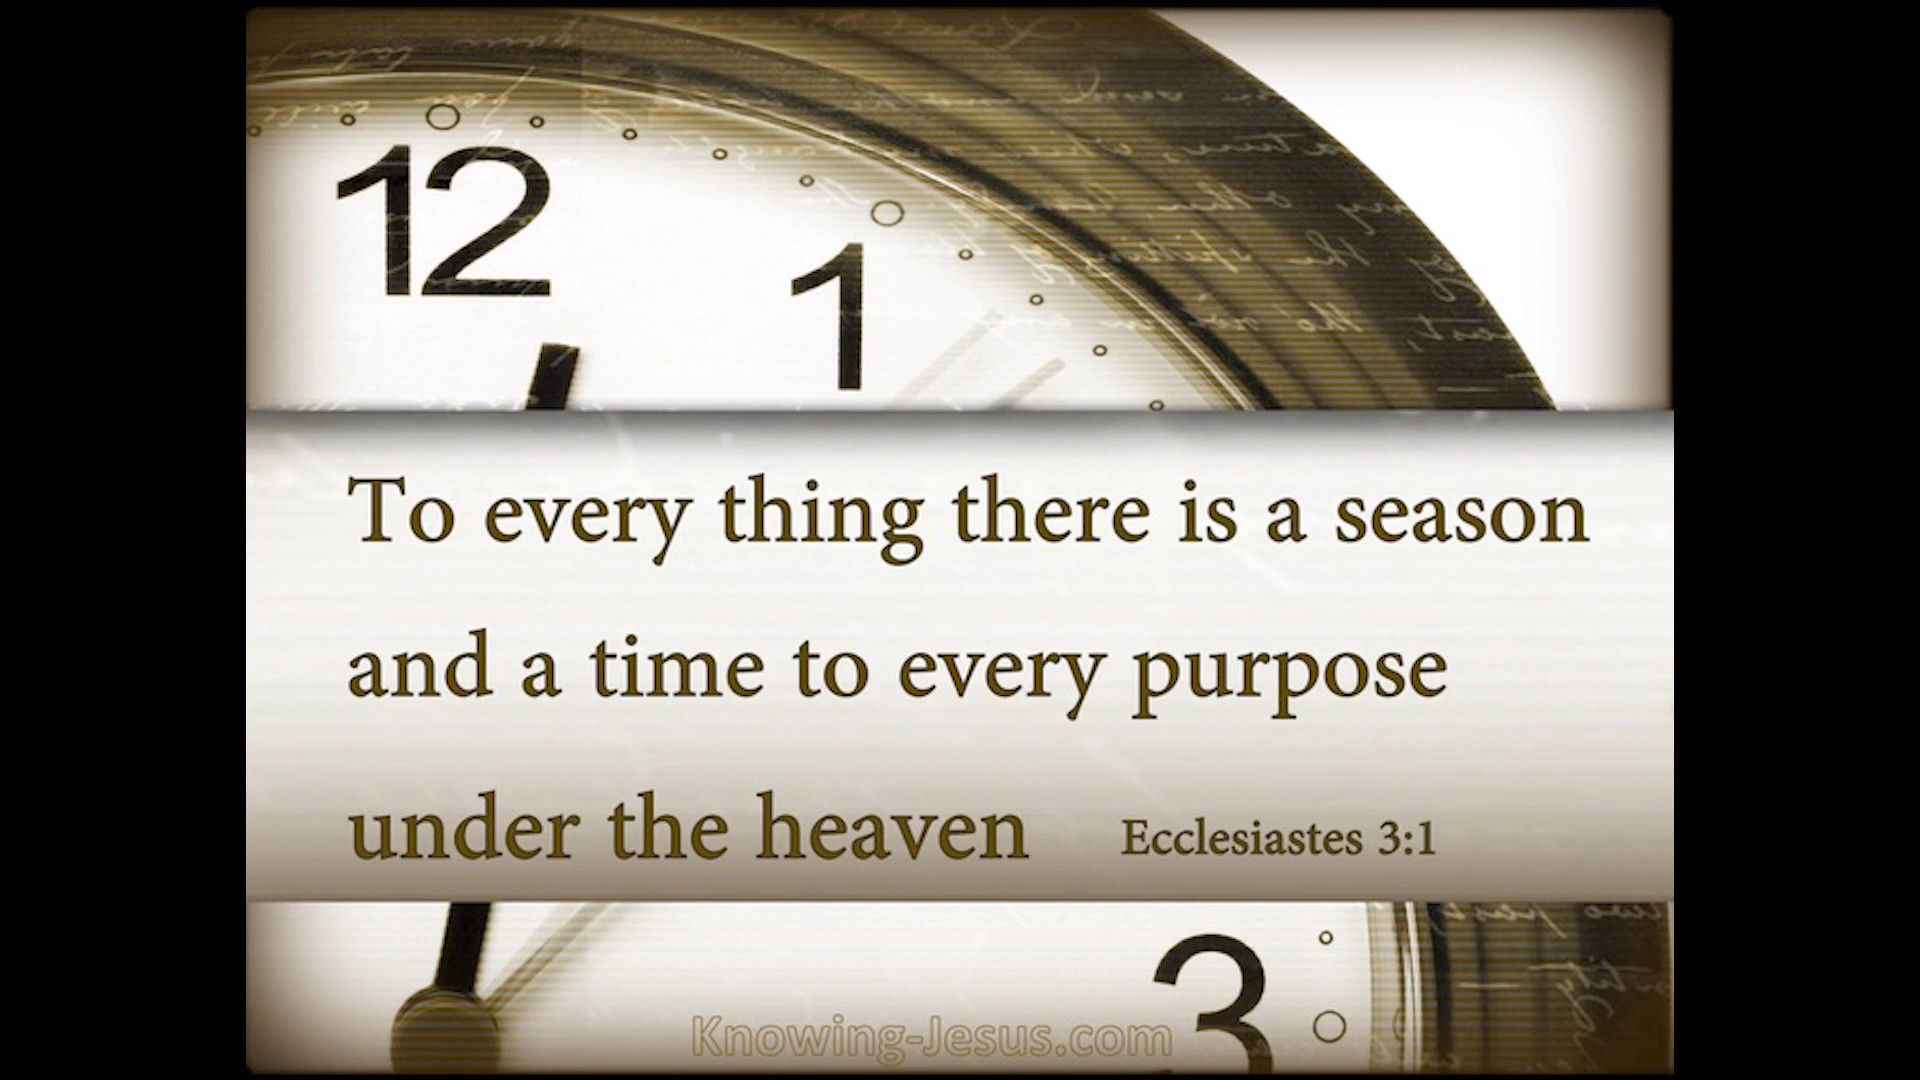 12
1
To every thing there is a season
and a time to every purpose
under the heaven Ecclesiastes 3:1
3
Knowing-Jesus.com